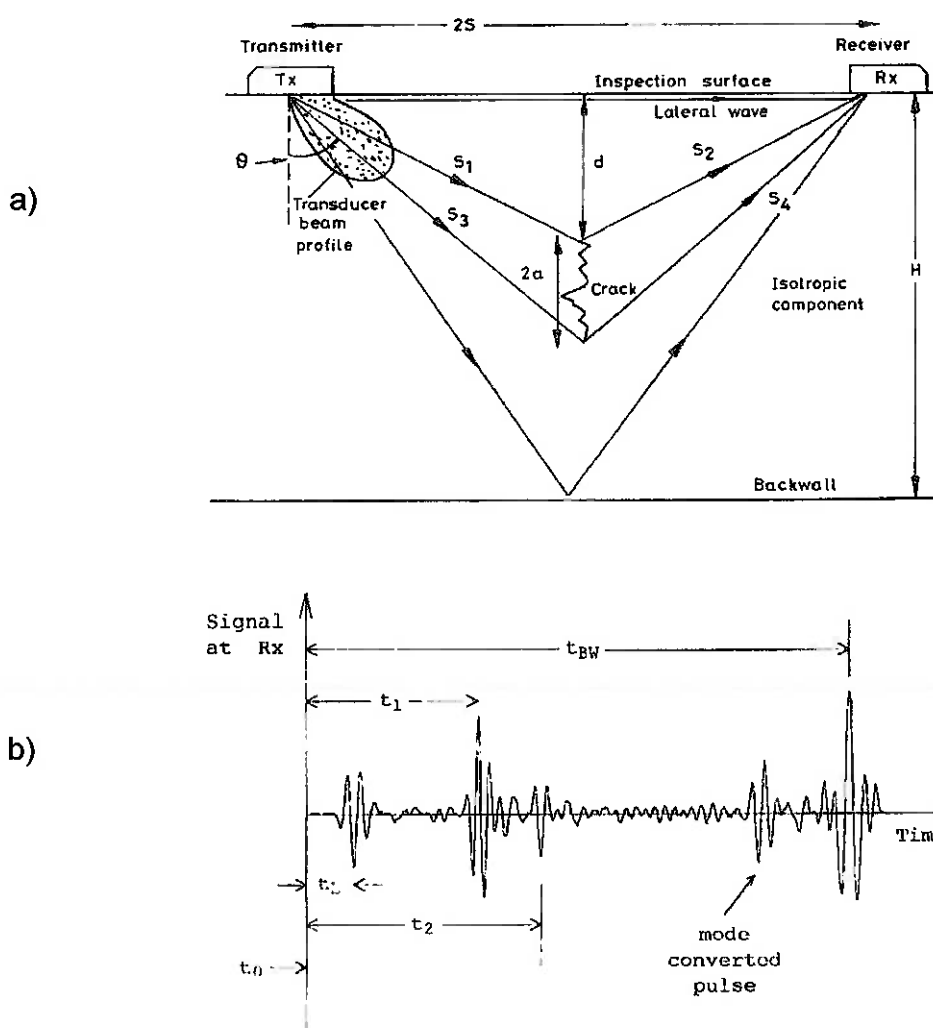 a)
2S
Transmitter
Receiver
Tx
Rx
Inspection surface
Lateral wave
θ
S₁
d
S₂
Transducer
beam
profile
S₃
S₄
2a
Crack
H
Isotropic
component
Backwall
b)
Signal
at Rx
t_BW
t₁
Tim
t₂
t₀
mode
converted
pulse